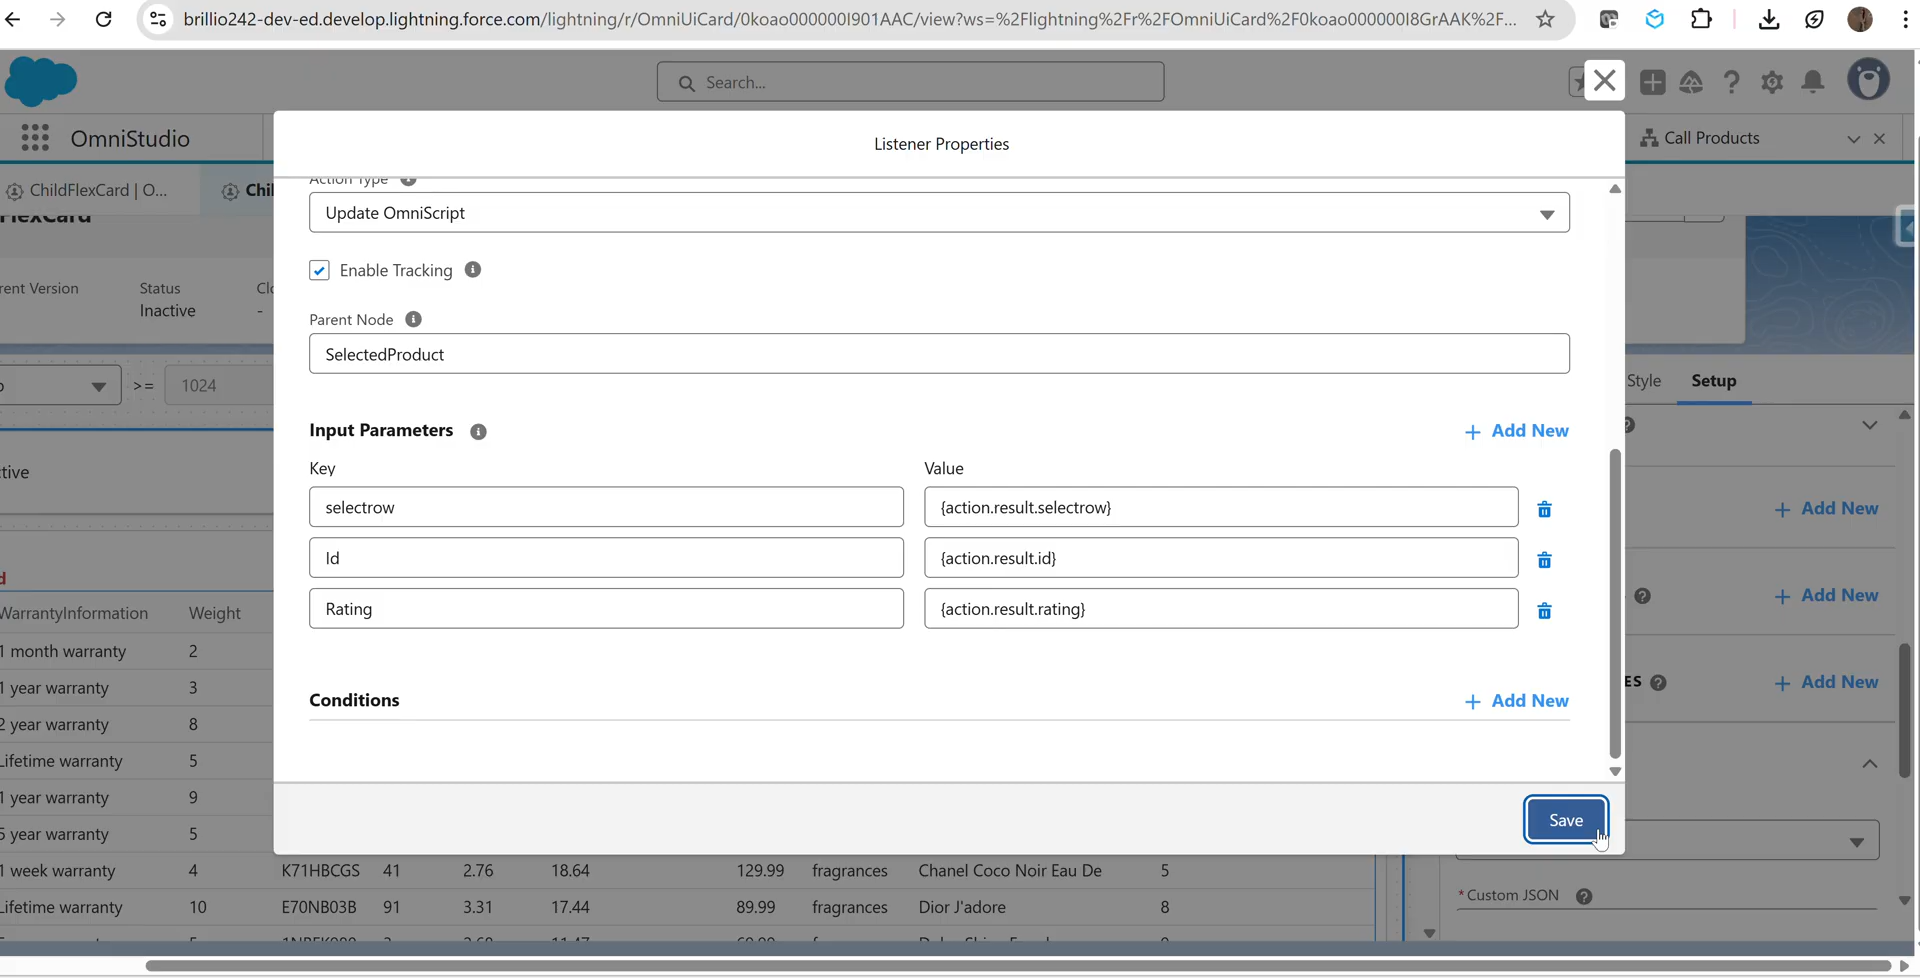 brillio242-dev-ed.develop.lightning.force.com/lightning/r/OmniUiCard/0koao000000I901AAC/view?ws=%2Flightning%2Fr%2FOmniUiCard%2F0koao000000I8GrAAK%2F...
Search...
OmniStudio
Call Products
ChildFlexCard | O...
Chil
FlexCard
Listener Properties
Action Type
Update OmniScript
Enable Tracking
rent Version
Status
Clo
Inactive
-
Parent Node
SelectedProduct
>=
1024
Style
Setup
Input Parameters
Add New
Key
Value
ctive
selectrow
{action.result.selectrow}
Add New
Id
{action.result.id}
d
Rating
{action.result.rating}
Add New
WarrantyInformation
Weight
1 month warranty
2
1 year warranty
3
Conditions
Add New
ES
Add New
2 year warranty
8
Lifetime warranty
5
1 year warranty
9
5 year warranty
5
Save
1 week warranty
4
K71HBCGS
41
2.76
18.64
129.99
fragrances
Chanel Coco Noir Eau De
5
Lifetime warranty
10
E70NB03B
91
3.31
17.44
89.99
fragrances
Dior J'adore
8
*Custom JSON